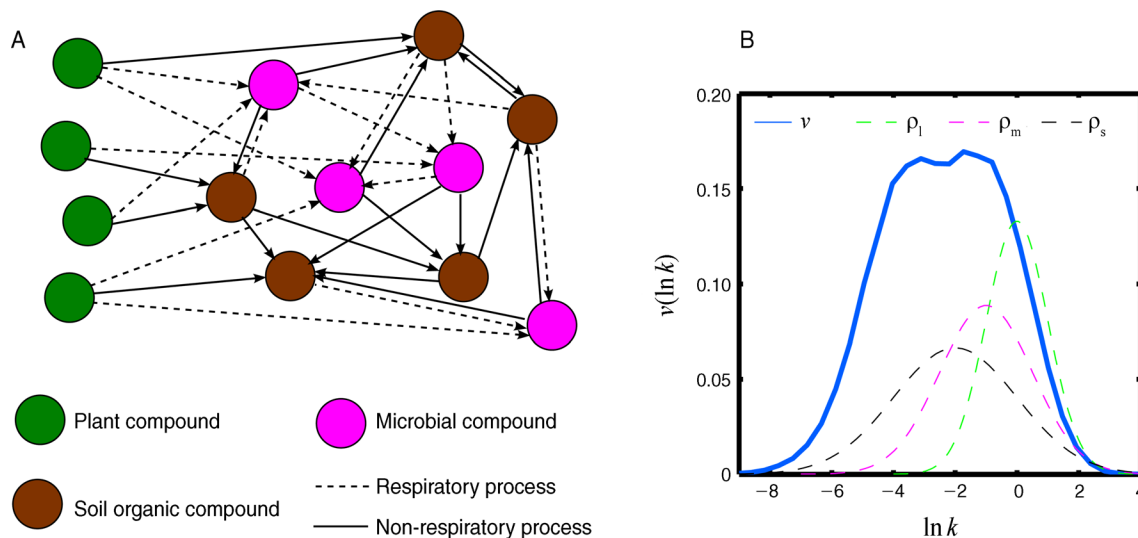 A
Plant compound
Microbial compound
Soil organic compound
Respiratory process
Non-respiratory process
B
0.20
0.15
0.10
0.05
0
v(ln k)
v
ρl
ρm
ρs
−8
−6
−4
−2
0
2
4
ln k